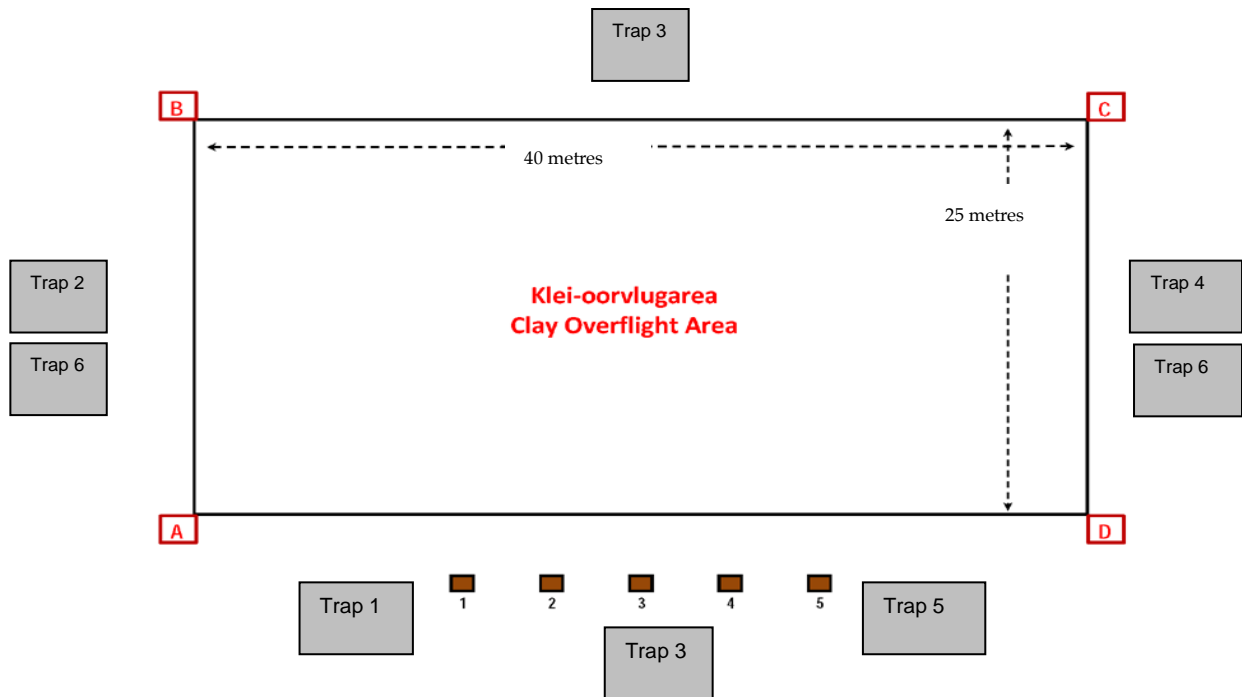 Trap 3
B
C
40 metres
25 metres
Trap 2
Trap 4
Klei-oorvlugarea
Clay Overflight Area
Trap 6
Trap 6
A
D
Trap 1
1
2
3
4
5
Trap 5
Trap 3